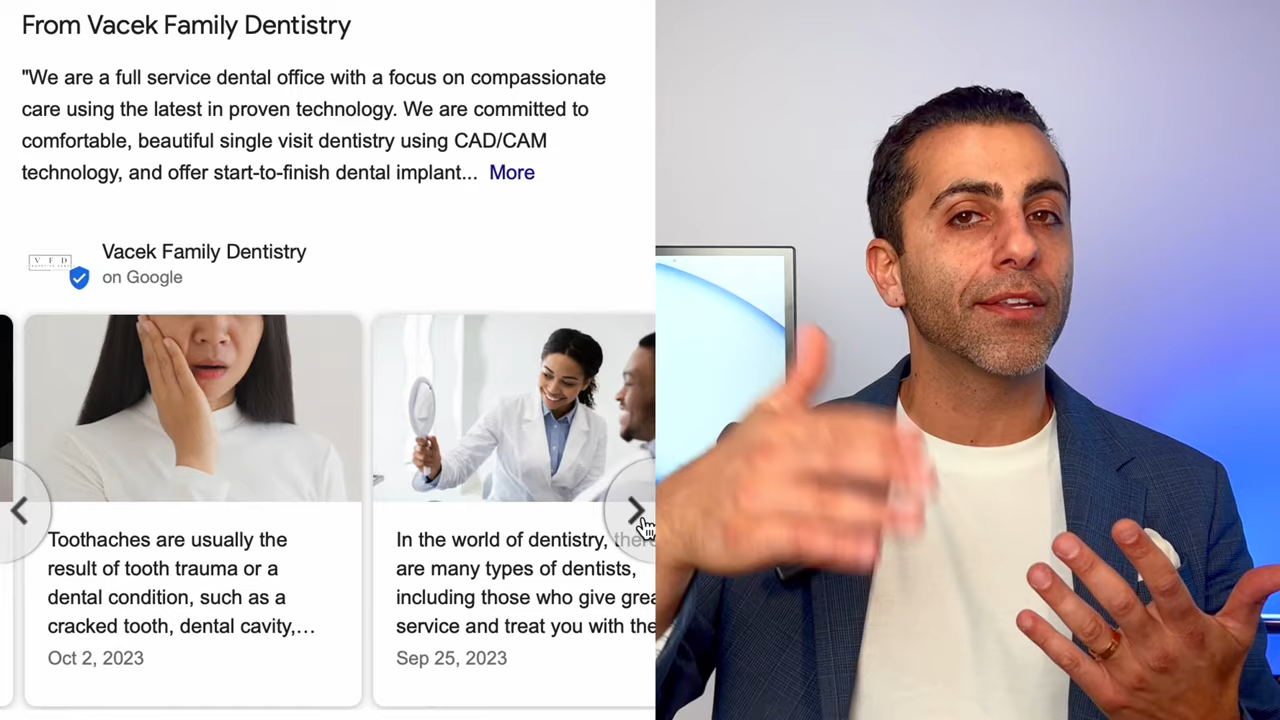 From Vacek Family Dentistry
"We are a full service dental office with a focus on compassionate
care using the latest in proven technology. We are committed to
comfortable, beautiful single visit dentistry using CAD/CAM
technology, and offer start-to-finish dental implant... More
V F D
Vacek Family Dentistry
on Google
Toothaches are usually the
result of tooth trauma or a
dental condition, such as a
cracked tooth, dental cavity,...
Oct 2, 2023
In the world of dentistry, there
are many types of dentists,
including those who give grea
service and treat you with the
Sep 25, 2023